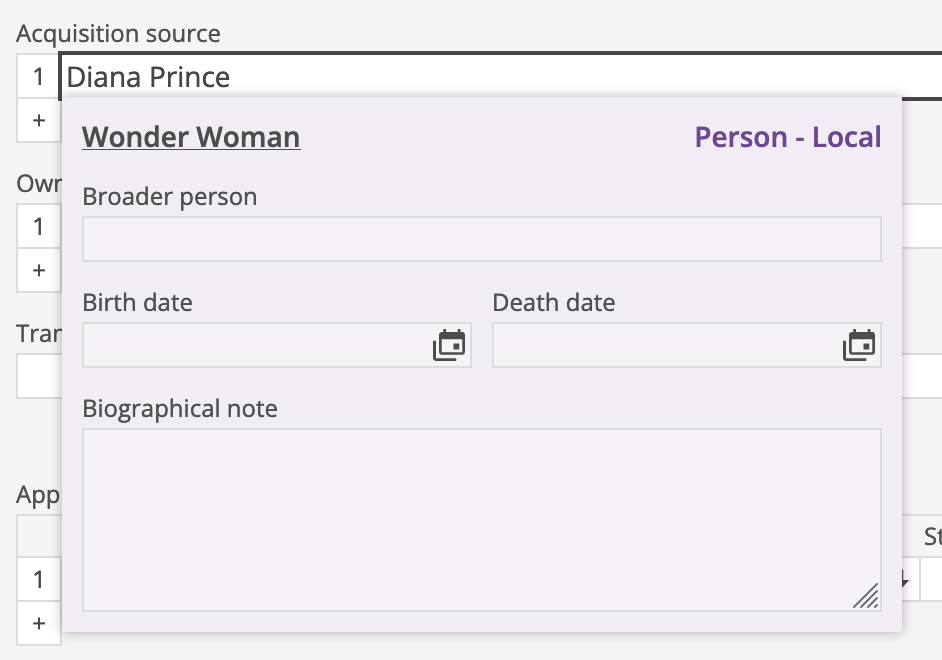 Acquisition source
1 Diana Prince
+
Wonder Woman Person - Local
Own
Broader person
1
+
Birth date Death date
Tran
Biographical note
App
St
1
+